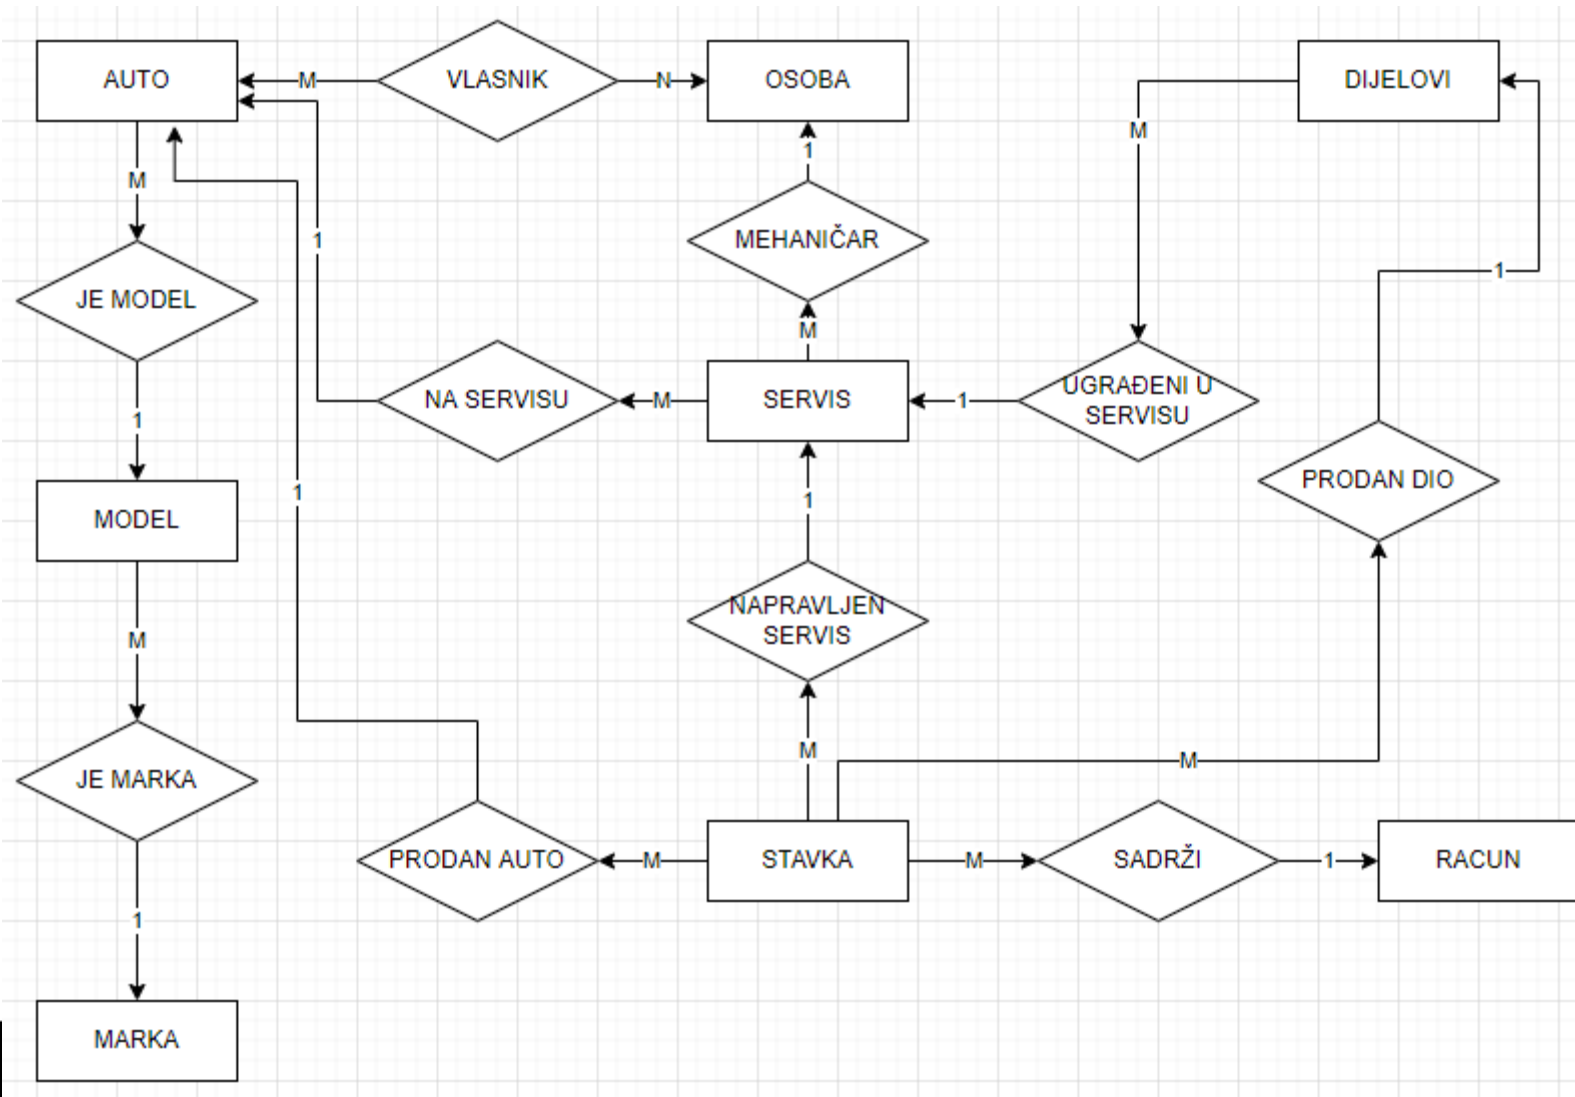 AUTO
M
VLASNIK
N
OSOBA
DIJELOVI
M
1
M
MEHANIČAR
1
1
JE MODEL
M
NA SERVISU
M
SERVIS
1
UGRAĐENI U
SERVISU
1
PRODAN DIO
1
1
MODEL
NAPRAVLJEN
SERVIS
M
M
M
JE MARKA
PRODAN AUTO
M
STAVKA
M
SADRŽI
1
RACUN
1
MARKA